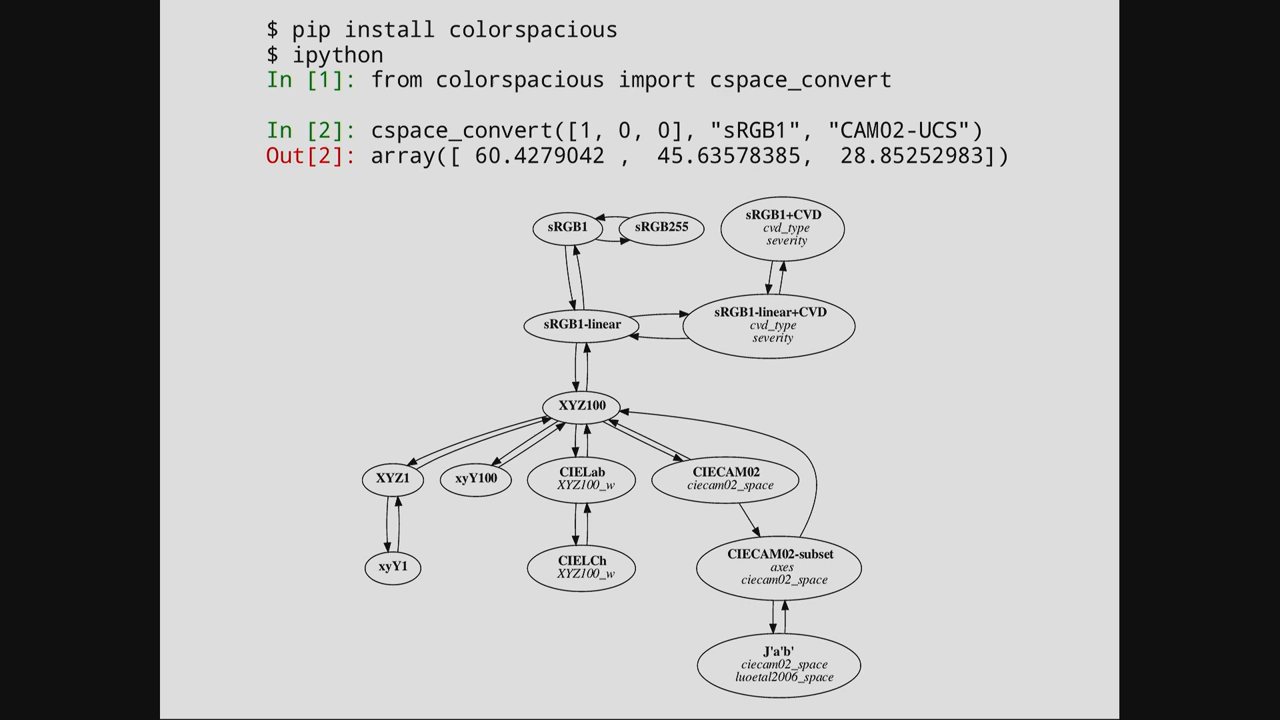 $ pip install colorspacious
$ ipython
In [1]: from colorspacious import cspace_convert
In [2]: cspace_convert([1, 0, 0], "sRGB1", "CAM02-UCS")
Out[2]: array([ 60.4279042 ,  45.63578385,  28.85252983])
sRGB1
sRGB255
sRGB1+CVD
cvd_type
severity
sRGB1-linear
sRGB1-linear+CVD
cvd_type
severity
XYZ100
XYZ1
xyY100
CIELab
XYZ100_w
CIECAM02
ciecam02_space
xyY1
CIELCh
XYZ100_w
CIECAM02-subset
axes
ciecam02_space
J'a'b'
ciecam02_space
luoetal2006_space